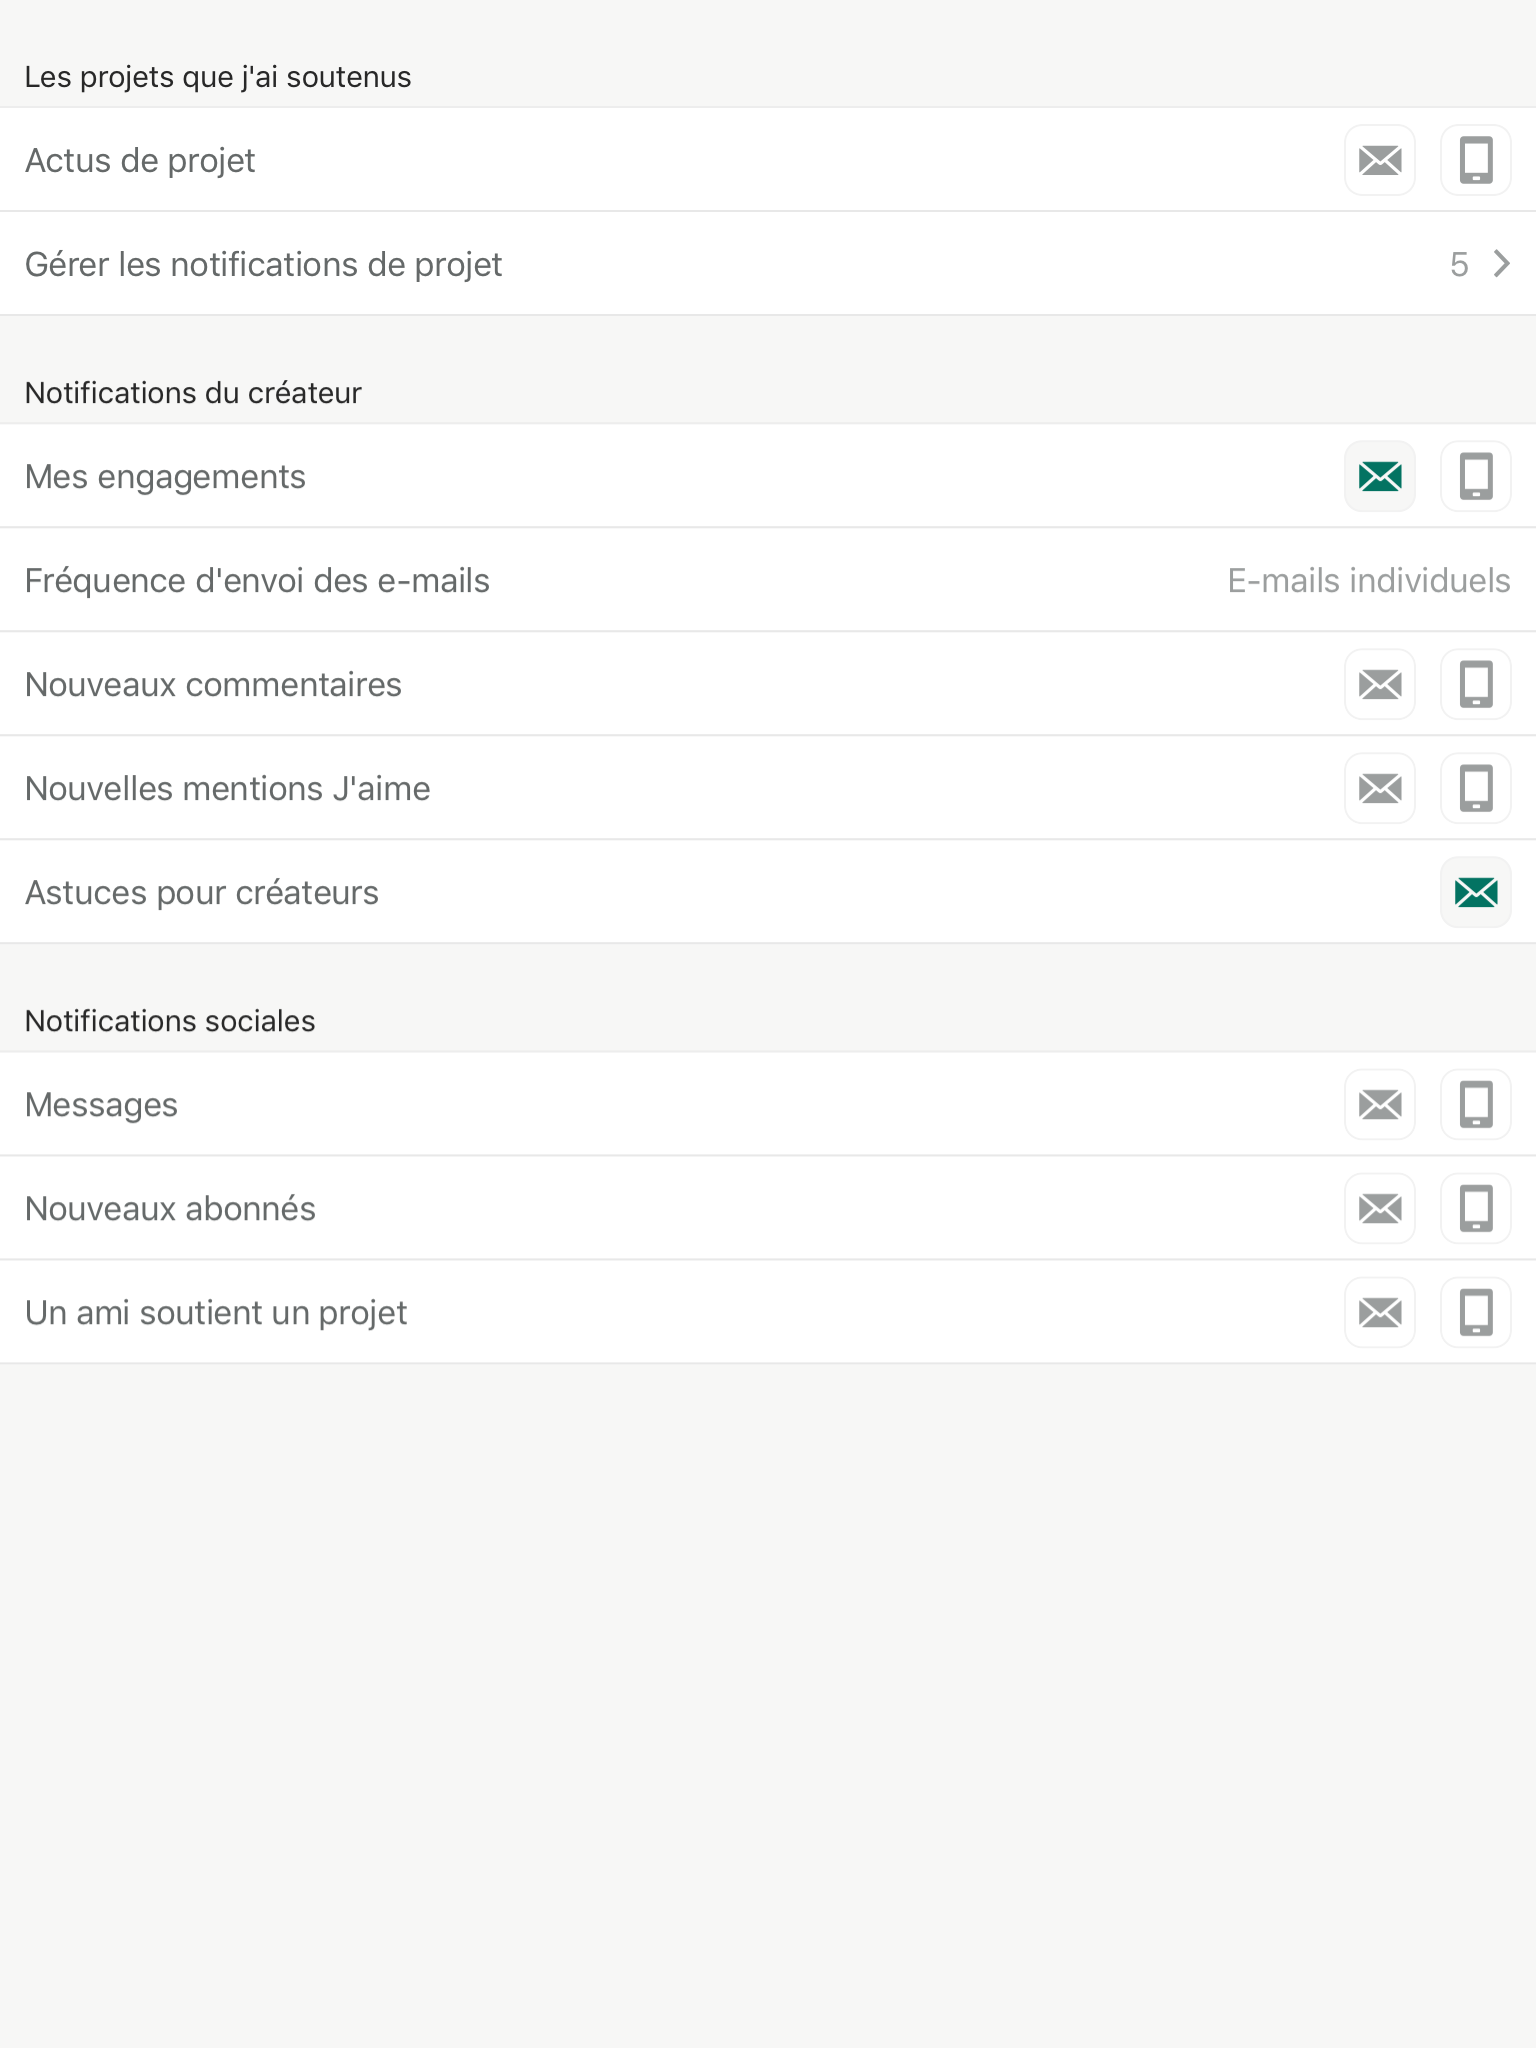 Les projets que j'ai soutenus
Actus de projet
Gérer les notifications de projet 5
Notifications du créateur
Mes engagements
Fréquence d'envoi des e-mails E-mails individuels
Nouveaux commentaires
Nouvelles mentions J'aime
Astuces pour créateurs
Notifications sociales
Messages
Nouveaux abonnés
Un ami soutient un projet